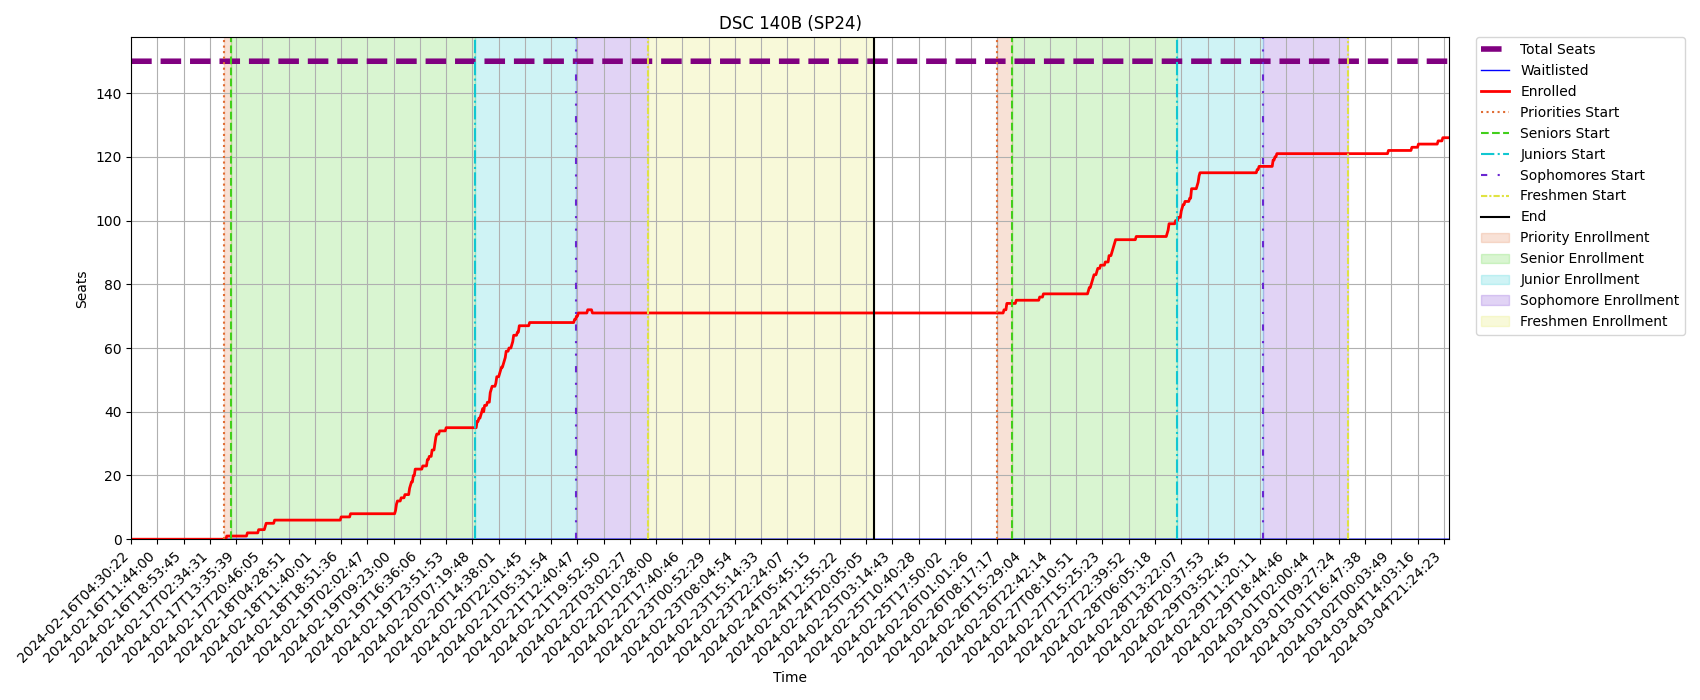 DSC 140B (SP24)
Seats
140
120
100
80
60
40
20
0
2024-02-16T04:30:22
2024-02-16T11:44:00
2024-02-16T18:53:45
2024-02-17T02:34:31
2024-02-17T13:35:39
2024-02-17T20:46:05
2024-02-18T04:28:51
2024-02-18T11:40:01
2024-02-18T18:51:36
2024-02-19T02:02:47
2024-02-19T09:23:00
2024-02-19T16:36:06
2024-02-19T23:51:53
2024-02-20T07:19:48
2024-02-20T14:38:01
2024-02-20T22:01:45
2024-02-21T05:31:54
2024-02-21T12:40:47
2024-02-21T19:52:50
2024-02-22T03:02:27
2024-02-22T10:28:00
2024-02-22T17:40:46
2024-02-23T00:52:29
2024-02-23T08:04:54
2024-02-23T15:14:33
2024-02-23T22:24:07
2024-02-24T05:45:15
2024-02-24T12:55:22
2024-02-24T20:05:05
2024-02-25T03:14:43
2024-02-25T10:40:28
2024-02-25T17:50:02
2024-02-26T01:01:26
2024-02-26T08:17:17
2024-02-26T15:29:04
2024-02-26T22:42:14
2024-02-27T08:10:51
2024-02-27T15:25:23
2024-02-27T22:39:52
2024-02-28T06:05:18
2024-02-28T13:22:07
2024-02-28T20:37:53
2024-02-29T03:52:45
2024-02-29T11:20:11
2024-02-29T18:44:46
2024-03-01T02:00:44
2024-03-01T09:27:24
2024-03-01T16:47:38
2024-03-02T00:03:49
2024-03-04T14:03:16
2024-03-04T21:24:23
Time
Total Seats
Waitlisted
Enrolled
Priorities Start
Seniors Start
Juniors Start
Sophomores Start
Freshmen Start
End
Priority Enrollment
Senior Enrollment
Junior Enrollment
Sophomore Enrollment
Freshmen Enrollment